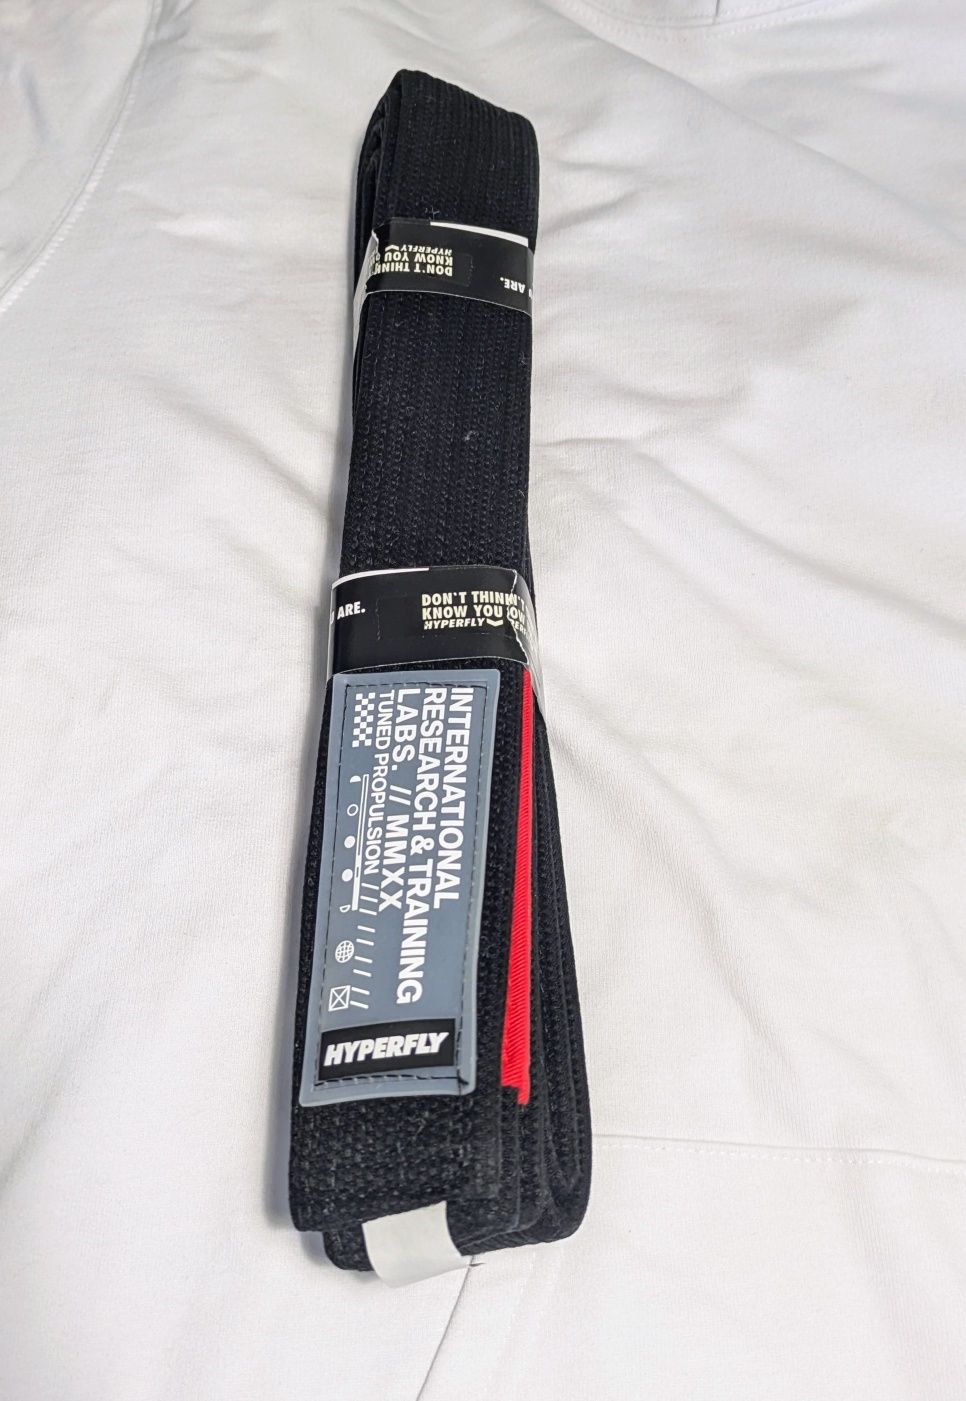 DON'T THINK
KNOW YOU
HYPERFLY
ARE.
ARE.
DON'T THINK
KNOW YOU
HYPERFLY
INTERNATIONAL
RESEARCH & TRAINING
LABS. // MMXX
TUNED PROPULSION
HYPERFLY